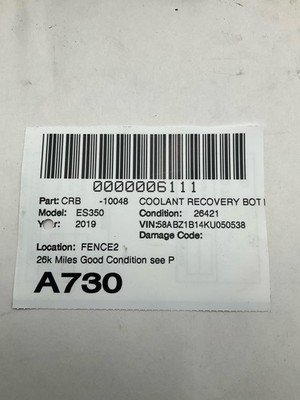 0000006111
Part: CRB -10048 COOLANT RECOVERY BOT
Model: ES350 Condition: 26421
Year: 2019 VIN:58ABZ1B14KU050538
Damage Code:
Location: FENCE2
26k Miles Good Condition see P
A730